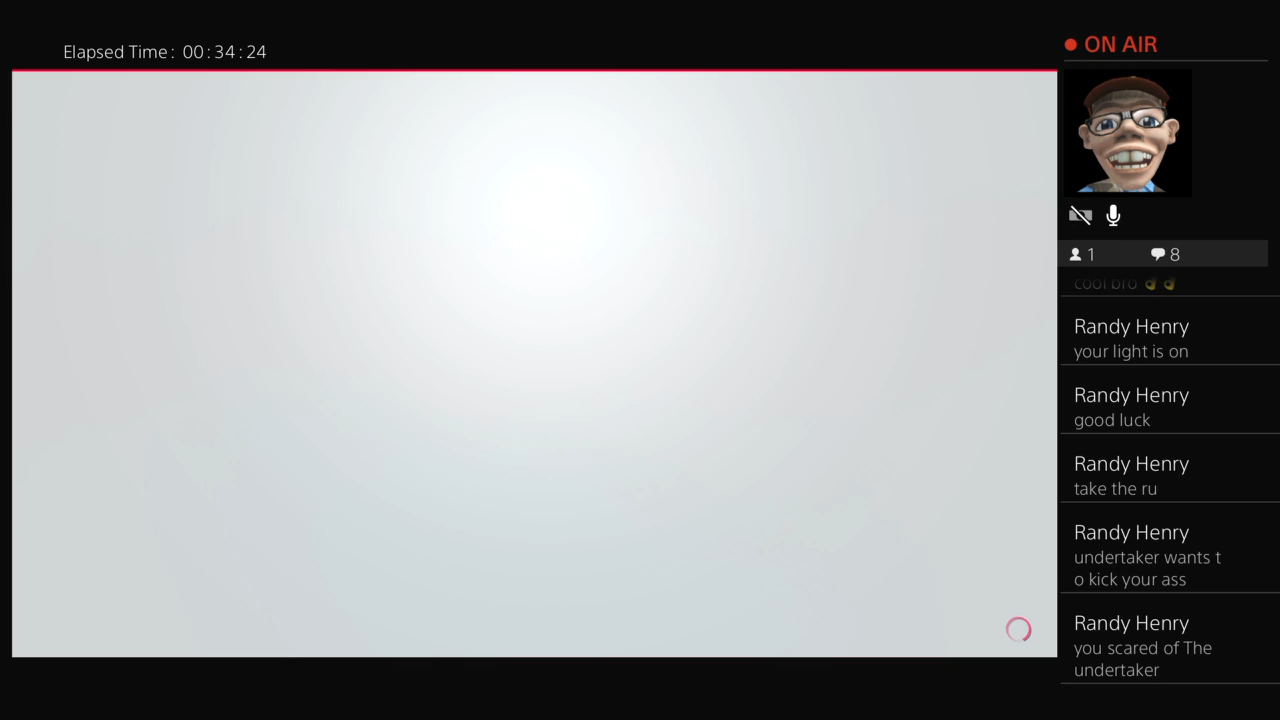 Elapsed Time: 00:34:24
ON AIR
1
8
cool bro 👌👌
Randy Henry
your light is on
Randy Henry
good luck
Randy Henry
take the ru
Randy Henry
undertaker wants t
o kick your ass
Randy Henry
you scared of The
undertaker